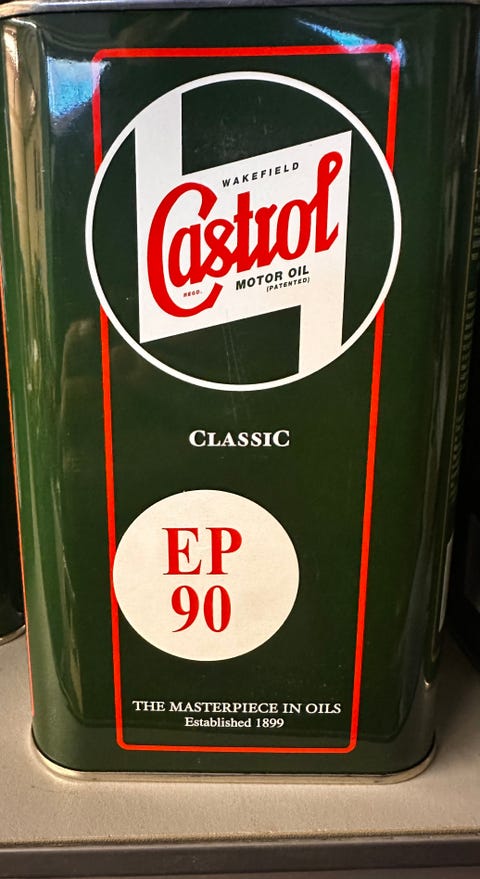 WAKEFIELD
Castrol
REGD.
MOTOR OIL
(PATENTED)
CLASSIC
EP
90
THE MASTERPIECE IN OILS
Established 1899